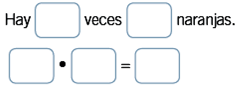 Hay veces naranjas.
• =